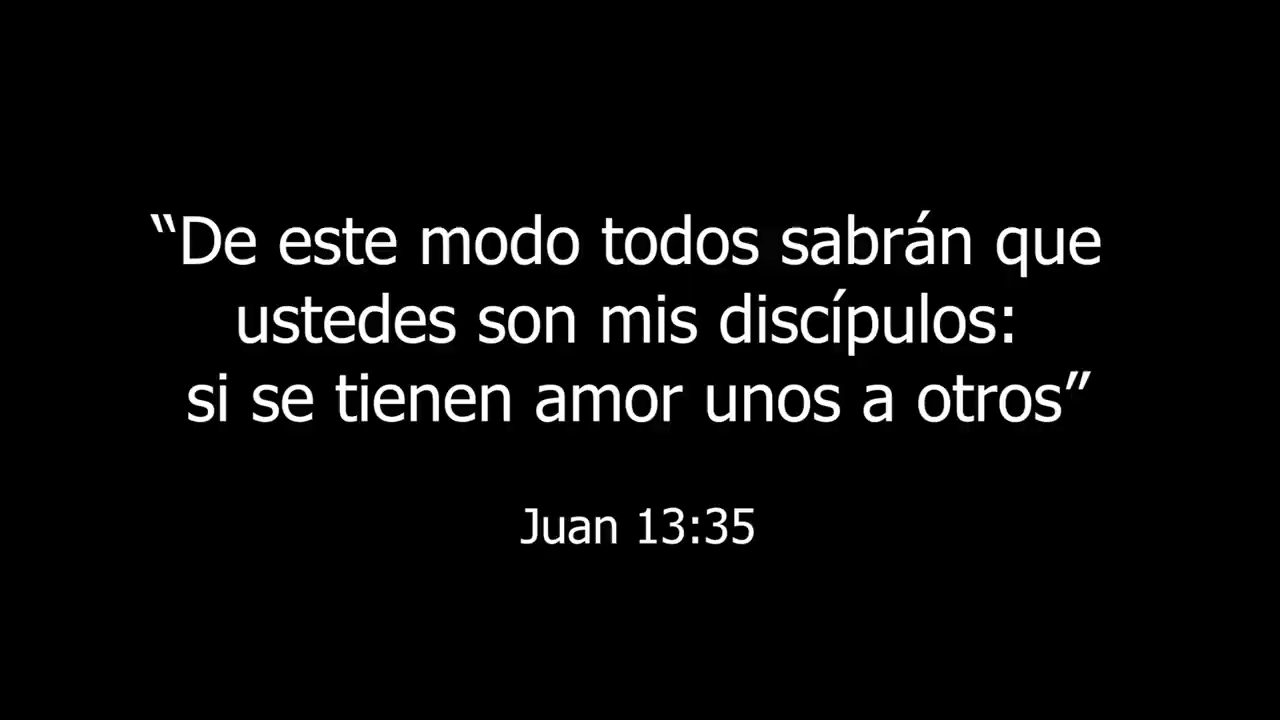 “De este modo todos sabrán que
ustedes son mis discípulos:
si se tienen amor unos a otros”
Juan 13:35